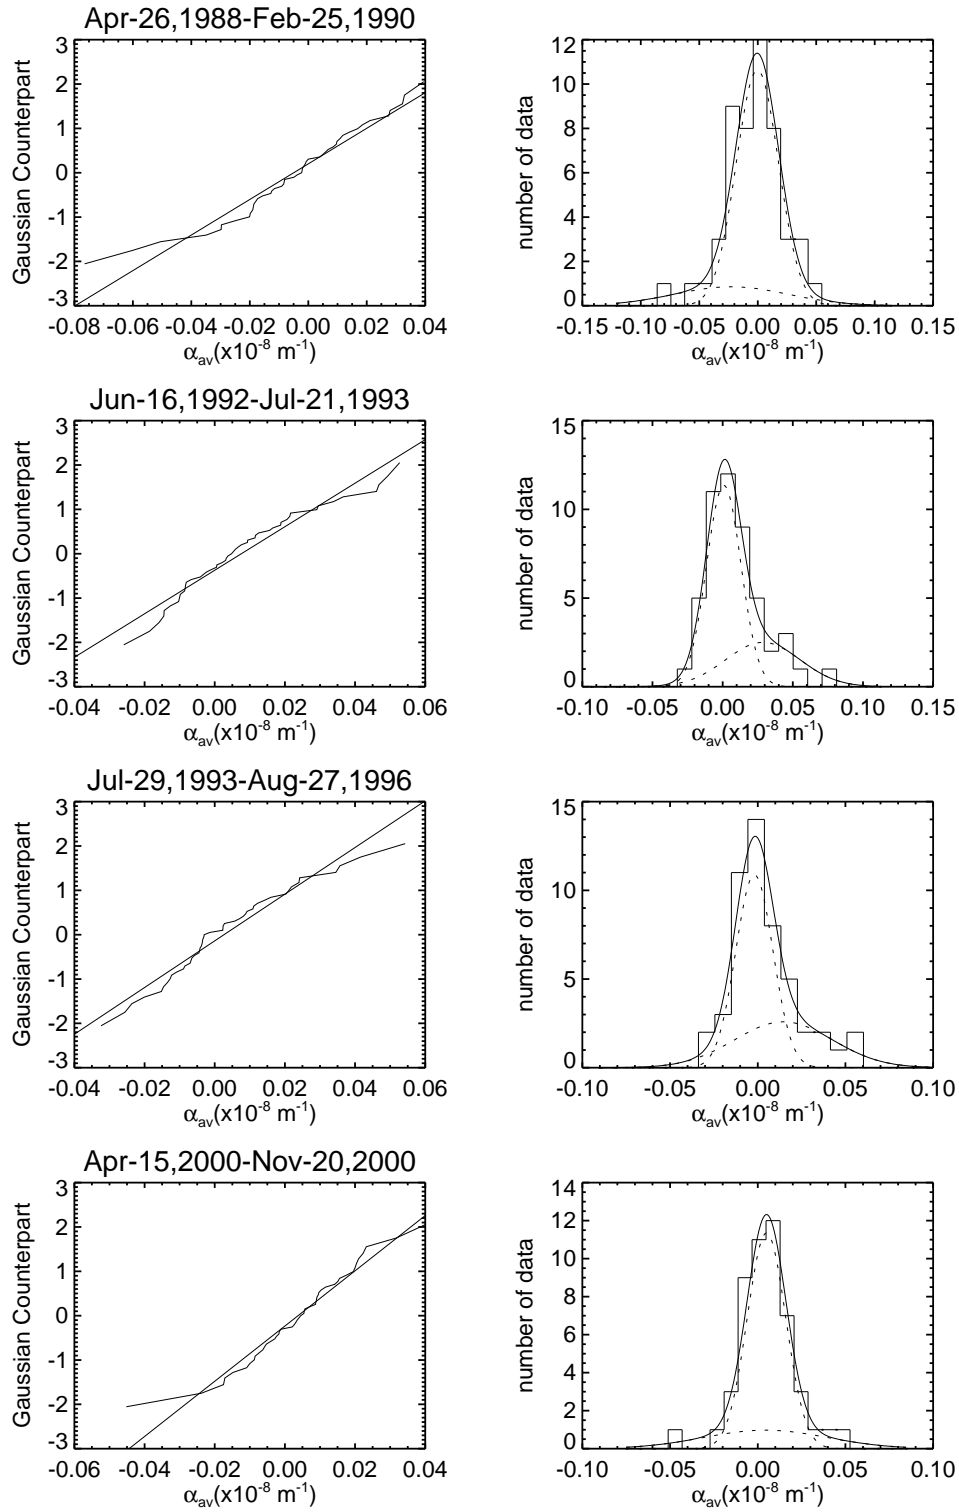 Apr-26,1988-Feb-25,1990
Gaussian Counterpart
3
2
1
0
-1
-2
-3
-0.08 -0.06 -0.04 -0.02 0.00 0.02 0.04
αav(x10-8 m-1)
number of data
12
10
8
6
4
2
0
-0.15 -0.10 -0.05 0.00 0.05 0.10 0.15
αav(x10-8 m-1)
Jun-16,1992-Jul-21,1993
Gaussian Counterpart
3
2
1
0
-1
-2
-3
-0.04 -0.02 0.00 0.02 0.04 0.06
αav(x10-8 m-1)
number of data
15
10
5
0
-0.10 -0.05 0.00 0.05 0.10 0.15
αav(x10-8 m-1)
Jul-29,1993-Aug-27,1996
Gaussian Counterpart
3
2
1
0
-1
-2
-3
-0.04 -0.02 0.00 0.02 0.04 0.06
αav(x10-8 m-1)
number of data
15
10
5
0
-0.10 -0.05 0.00 0.05 0.10
αav(x10-8 m-1)
Apr-15,2000-Nov-20,2000
Gaussian Counterpart
3
2
1
0
-1
-2
-3
-0.06 -0.04 -0.02 0.00 0.02 0.04
αav(x10-8 m-1)
number of data
14
12
10
8
6
4
2
0
-0.10 -0.05 0.00 0.05 0.10
αav(x10-8 m-1)